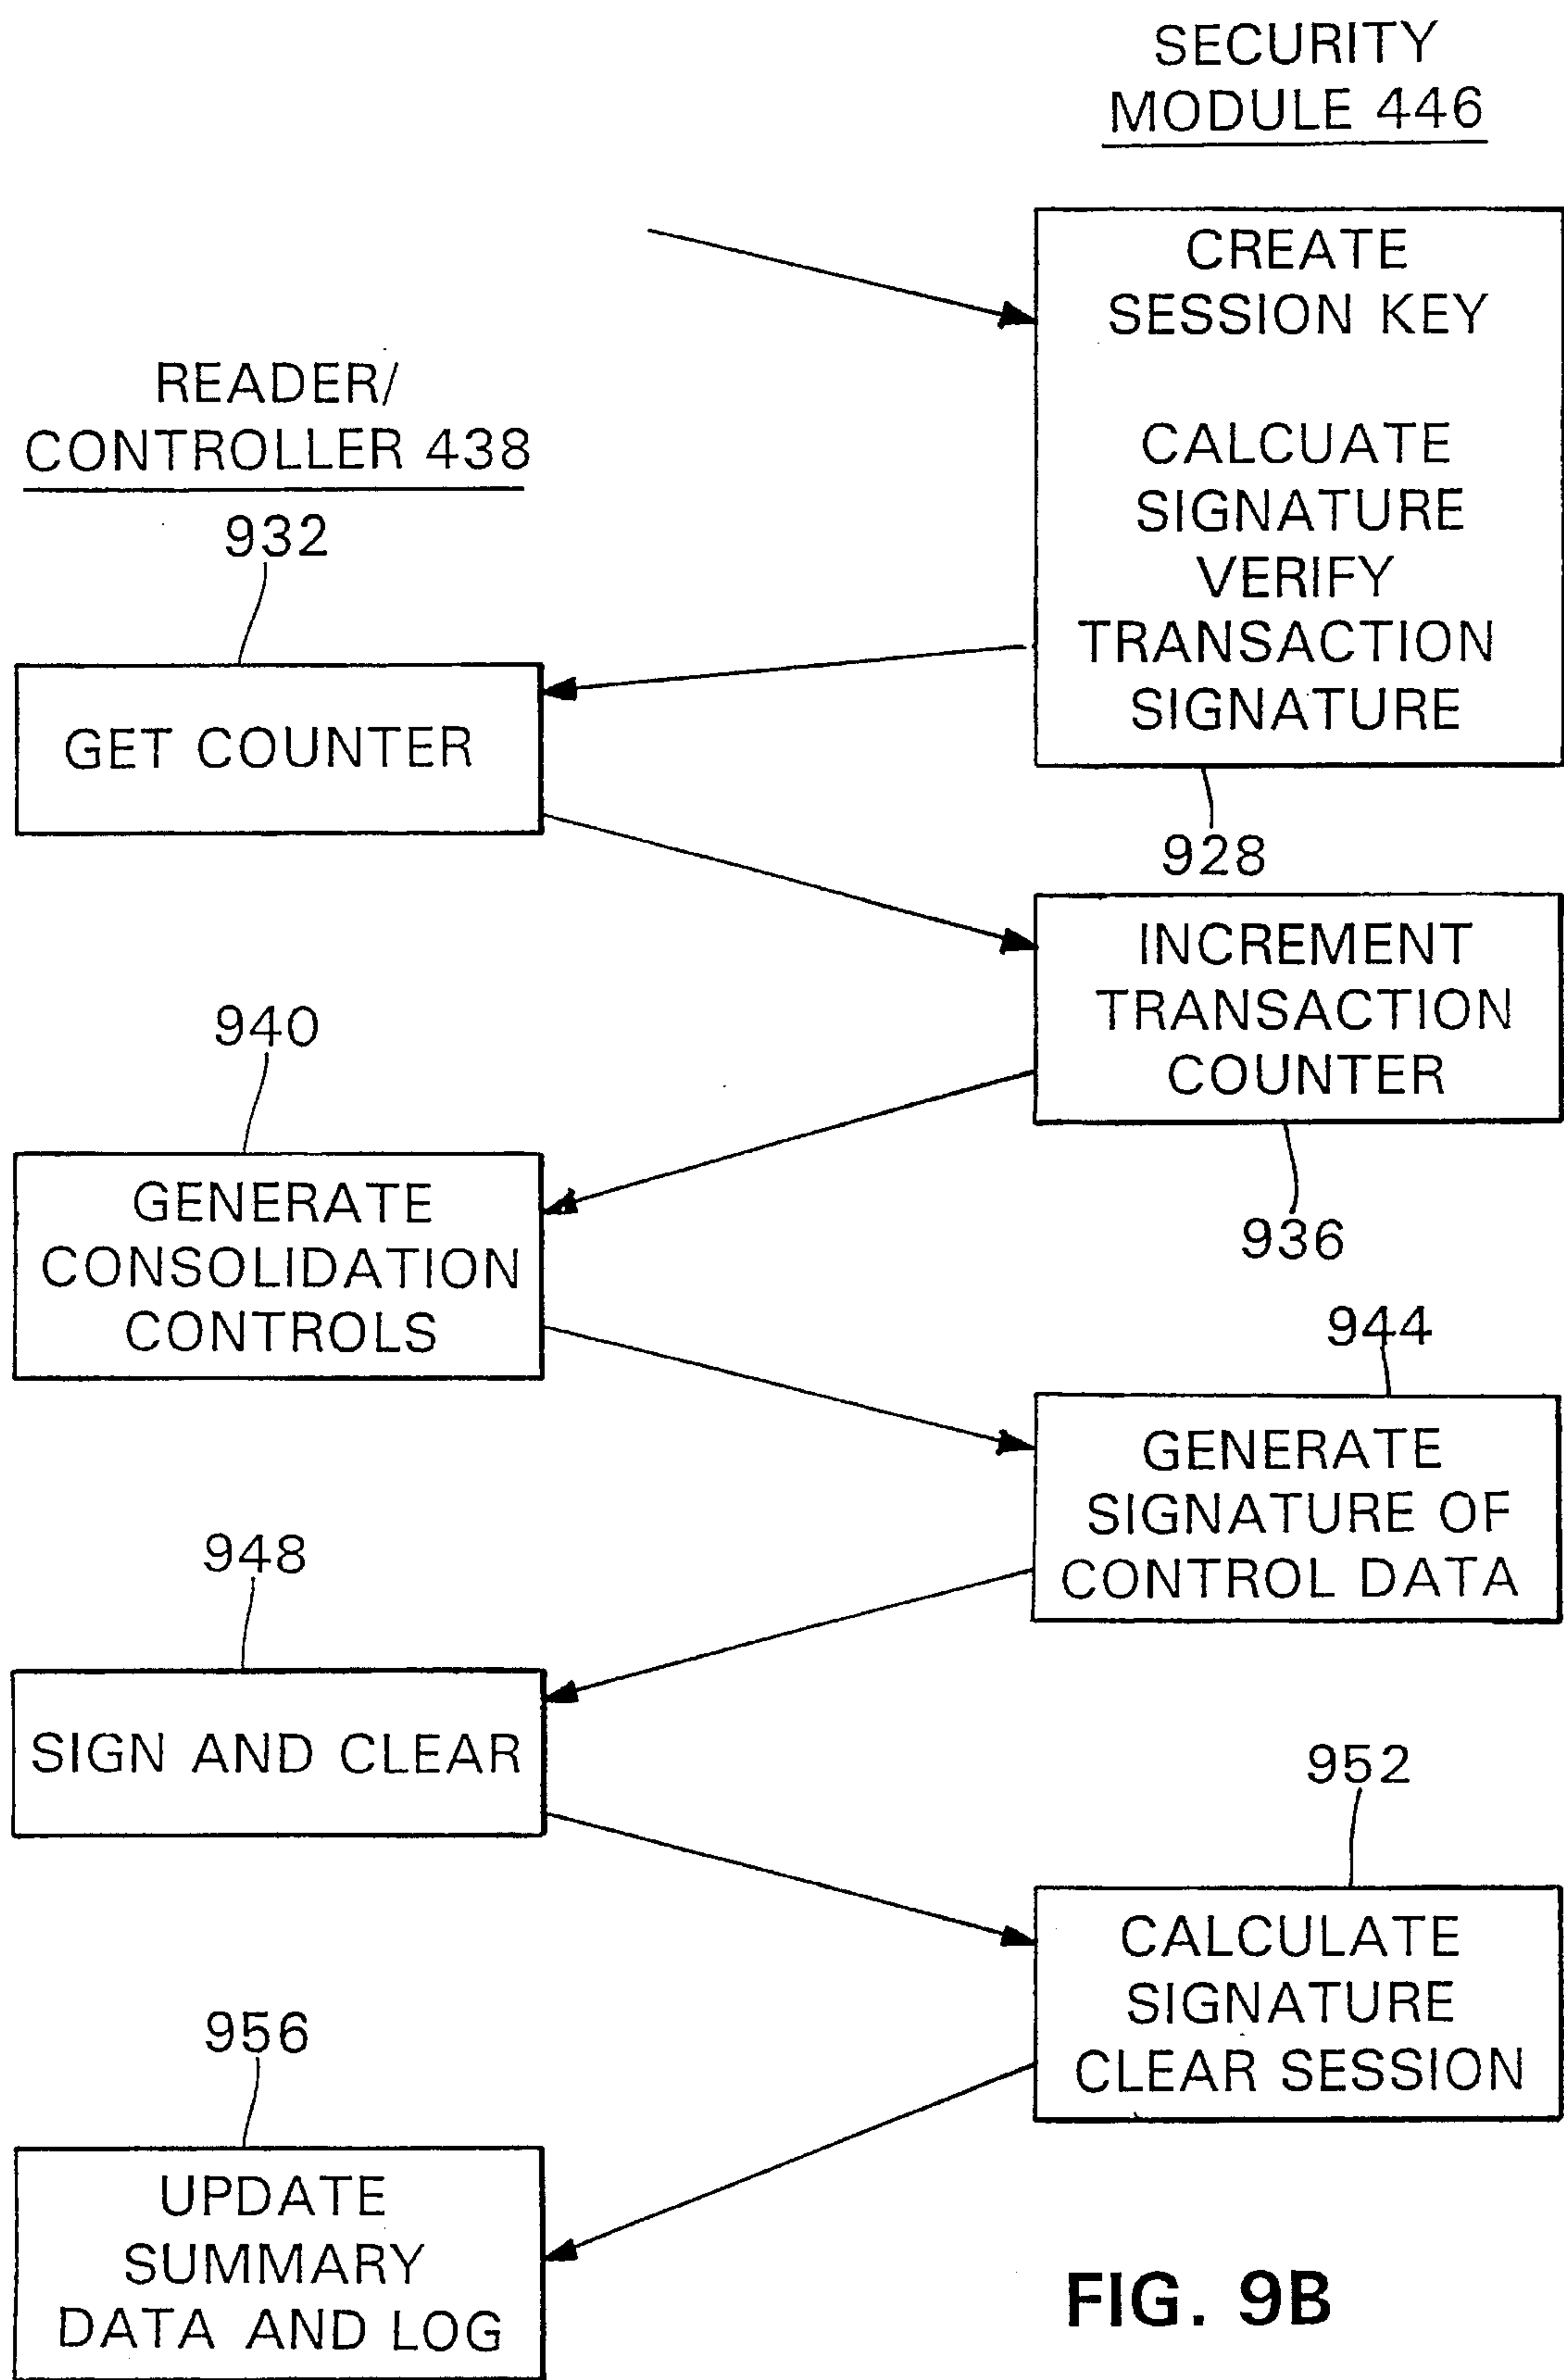 SECURITY
MODULE 446
CREATE
SESSION KEY
CALCUATE
SIGNATURE
VERIFY
TRANSACTION
SIGNATURE
928
READER/
CONTROLLER 438
932
GET COUNTER
INCREMENT
TRANSACTION
COUNTER
936
940
GENERATE
CONSOLIDATION
CONTROLS
944
GENERATE
SIGNATURE OF
CONTROL DATA
948
SIGN AND CLEAR
952
CALCULATE
SIGNATURE
CLEAR SESSION
956
UPDATE
SUMMARY
DATA AND LOG
FIG. 9B